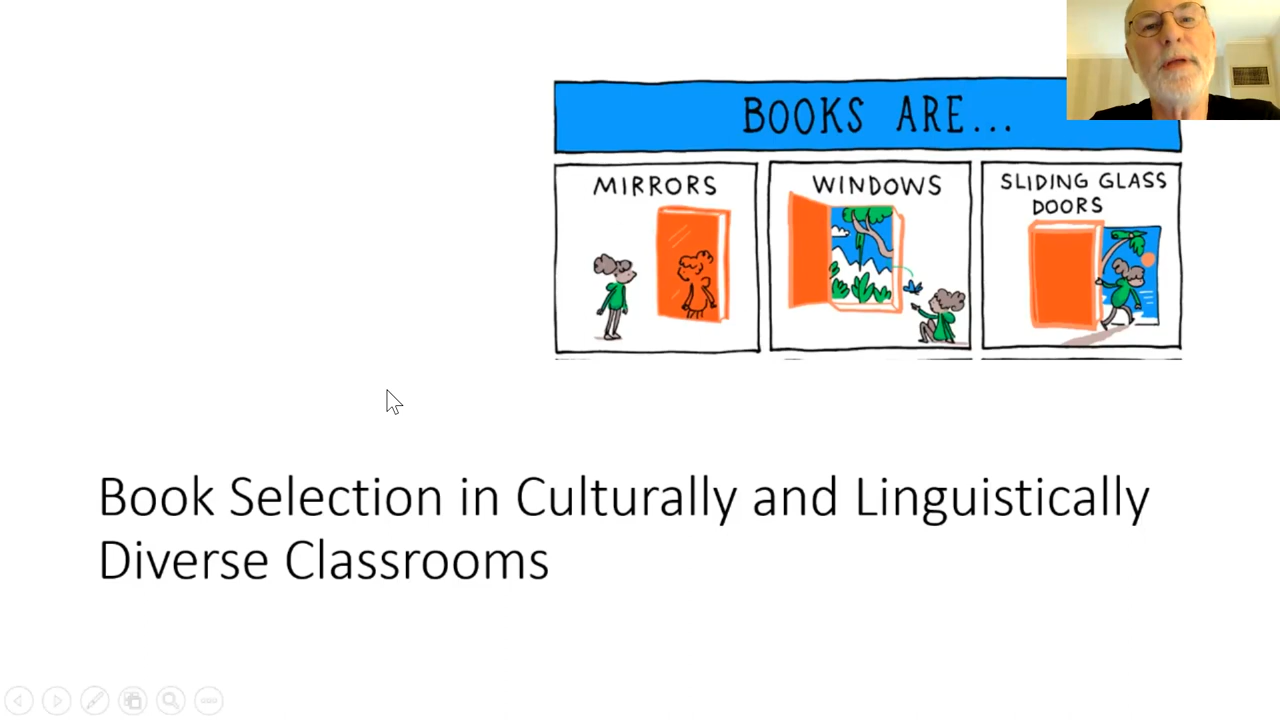 BOOKS ARE...
MIRRORS
WINDOWS
SLIDING GLASS
DOORS
Book Selection in Culturally and Linguistically
Diverse Classrooms